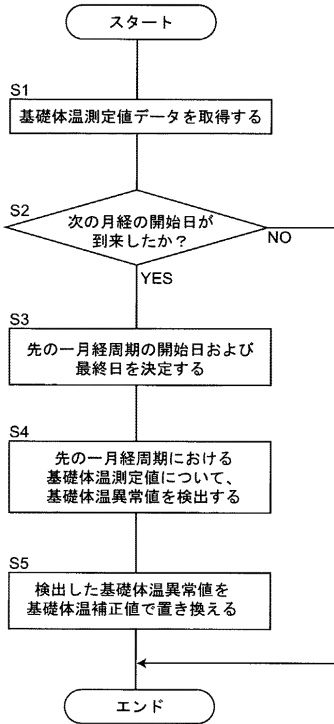 スタート
S1
基礎体温測定値データを取得する
S2
次の月経の開始日が
到来したか？
NO
YES
S3
先の一月経周期の開始日および
最終日を決定する
S4
先の一月経周期における
基礎体温測定値について、
基礎体温異常値を検出する
S5
検出した基礎体温異常値を
基礎体温補正値で置き換える
エンド